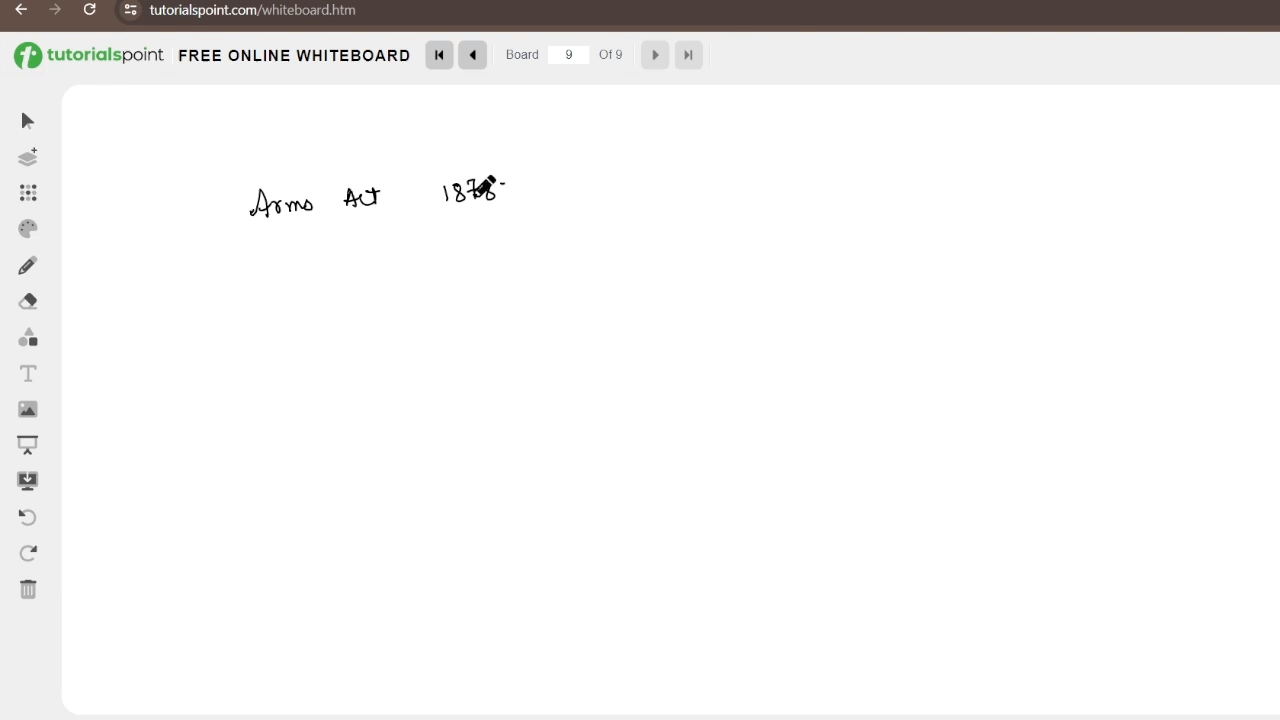 tutorialspoint.com/whiteboard.htm
tutorialspoint FREE ONLINE WHITEBOARD Board 9 Of 9
Arms Act 1878